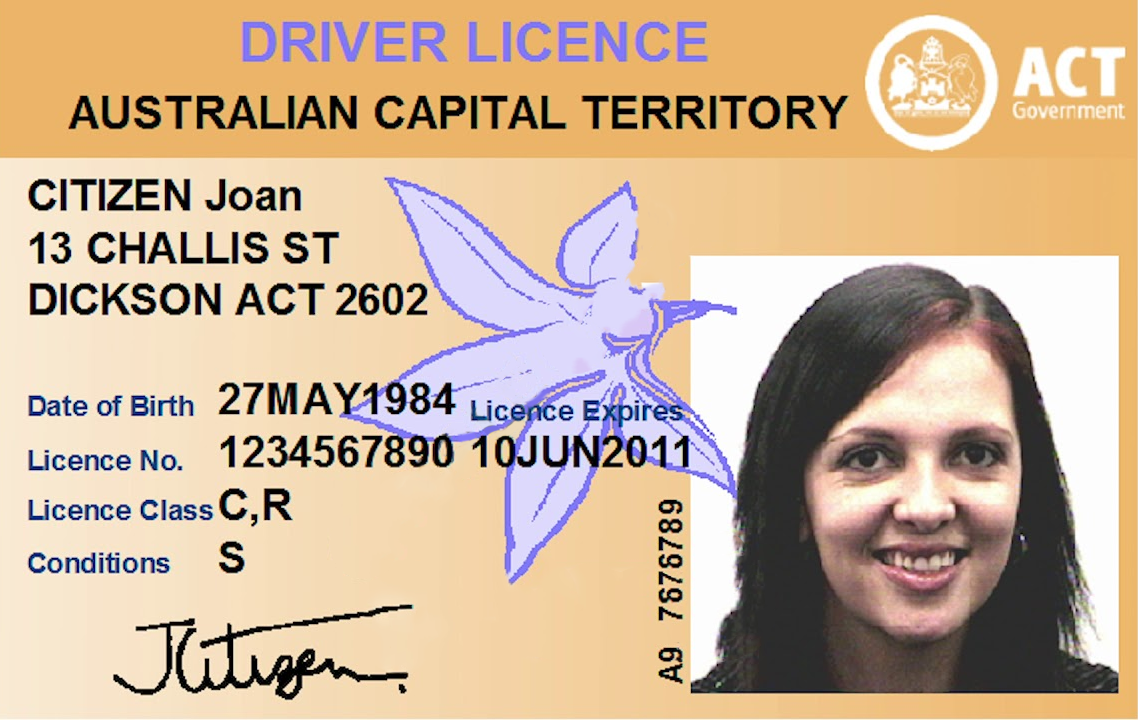 DRIVER LICENCE
AUSTRALIAN CAPITAL TERRITORY
ACT
Government
CITIZEN Joan
13 CHALLIS ST
DICKSON ACT 2602
Date of Birth 27MAY1984 Licence Expires
Licence No. 1234567890 10JUN2011
Licence Class C,R
Conditions S
A9 7676789
JCitizen